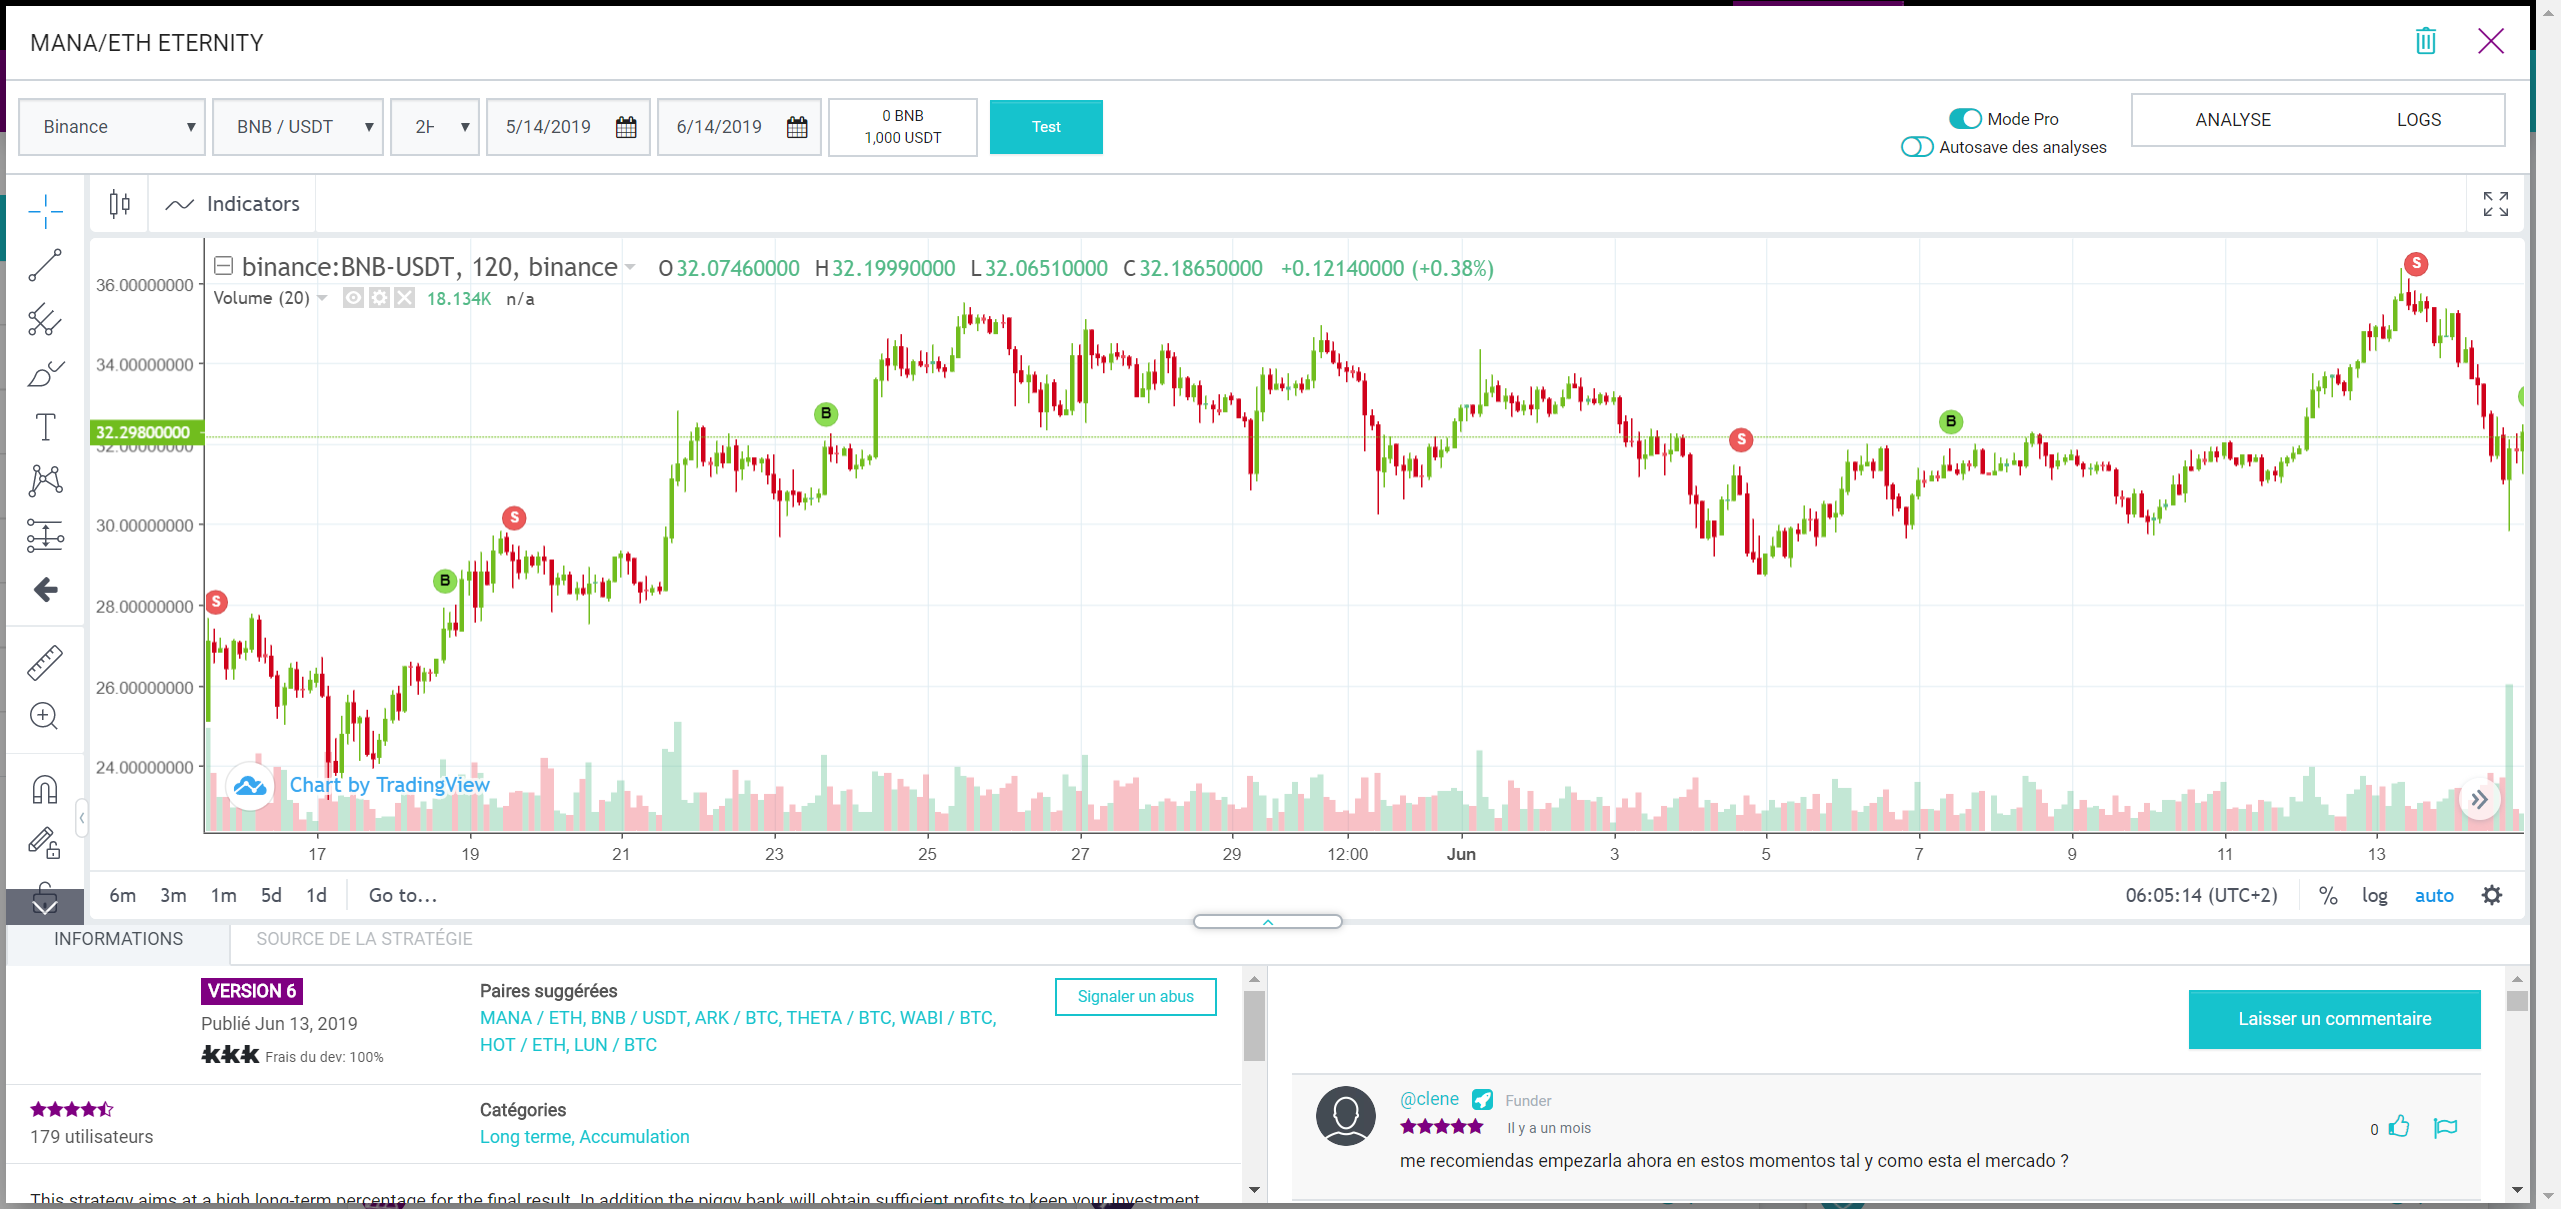 MANA/ETH ETERNITY
Binance
BNB / USDT
5/14/2019
6/14/2019
0 BNB
1,000 USDT
Test
Mode Pro
Autosave des analyses
ANALYSE
LOGS
Indicators
binance:BNB-USDT, 120, binance
O 32.07460000 H 32.19990000 L 32.06510000 C 32.18650000 +0.12140000 (+0.38%)
Volume (20) 18.134K n/a
36.00000000
34.00000000
32.29800000
32.00000000
30.00000000
28.00000000
26.00000000
24.00000000
S
B
S
B
S
B
S
Chart by TradingView
17 19 21 23 25 27 29 12:00 Jun 3 5 7 9 11 13
6m 3m 1m 5d 1d Go to...
06:05:14 (UTC+2) % log auto
INFORMATIONS
SOURCE DE LA STRATÉGIE
VERSION 6
Publié Jun 13, 2019
Frais du dev: 100%
Paires suggérées
MANA / ETH, BNB / USDT, ARK / BTC, THETA / BTC, WABI / BTC,
HOT / ETH, LUN / BTC
Signaler un abus
179 utilisateurs
Catégories
Long terme, Accumulation
This strategy aims at a high long-term percentage for the final result. In addition the piggy bank will obtain sufficient profits to keep your investment
Laisser un commentaire
@clene Funder
Il y a un mois
0
me recomiendas empezarla ahora en estos momentos tal y como esta el mercado ?